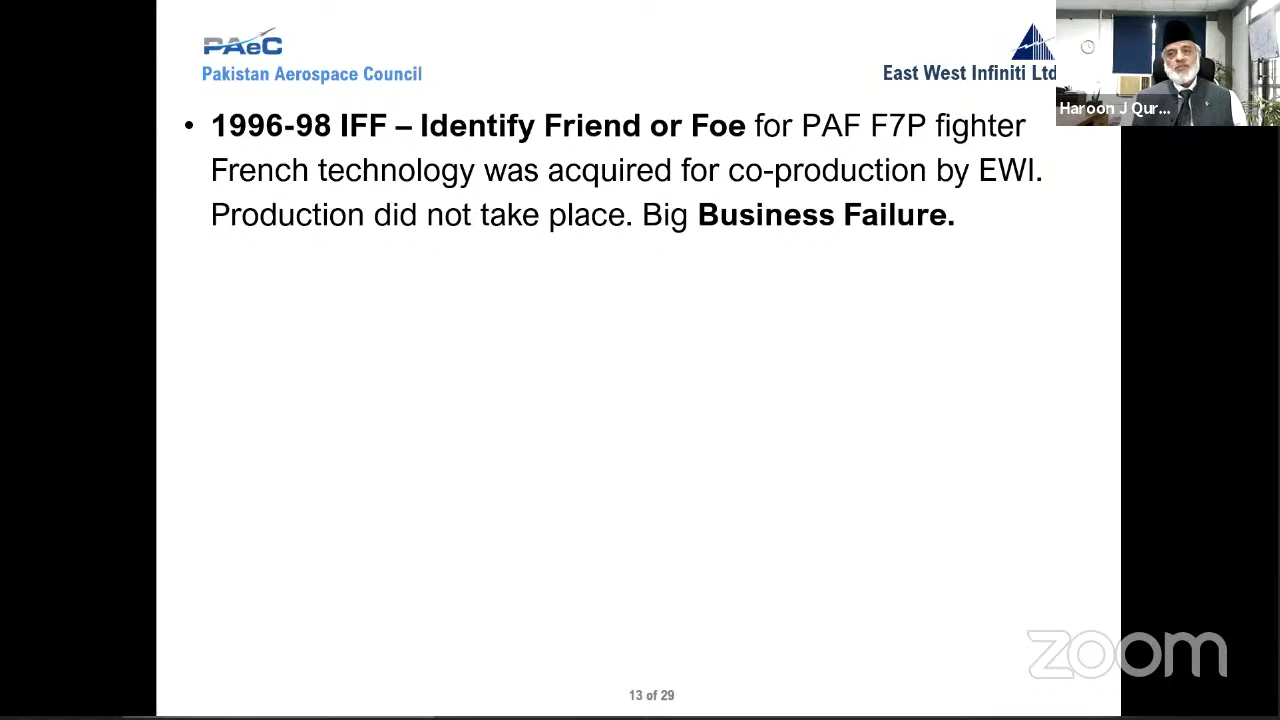 PAeC
Pakistan Aerospace Council
East West Infiniti Ltd
Haroon J Qur...
• 1996-98 IFF – Identify Friend or Foe for PAF F7P fighter
French technology was acquired for co-production by EWI.
Production did not take place. Big Business Failure.
zoom
13 of 29